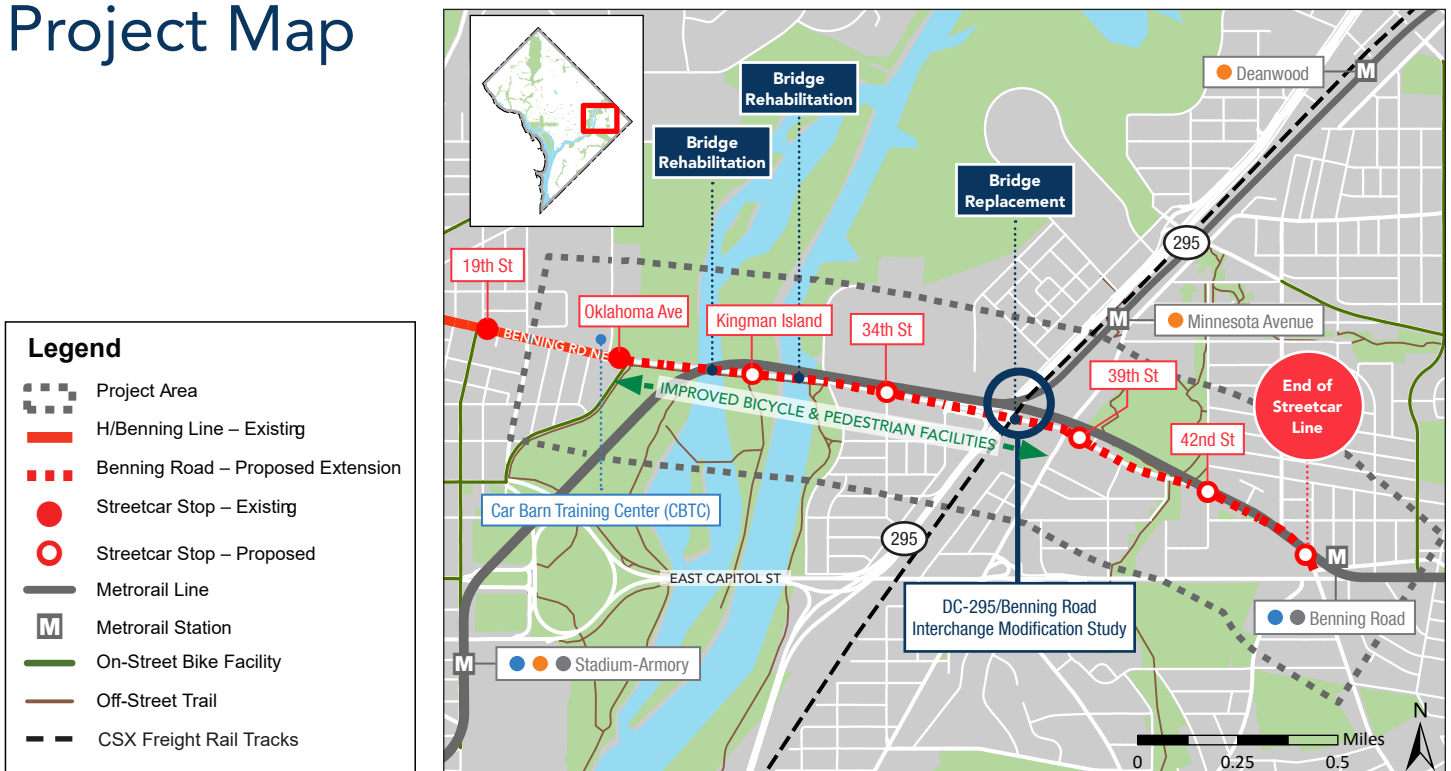 Project Map
Legend
Project Area
H/Benning Line – Existing
Benning Road – Proposed Extension
Streetcar Stop – Existing
Streetcar Stop – Proposed
Metrorail Line
M
Metrorail Station
On-Street Bike Facility
Off-Street Trail
CSX Freight Rail Tracks
Bridge
Rehabilitation
Bridge
Rehabilitation
Bridge
Replacement
Deanwood
M
295
19th St
Oklahoma Ave
Kingman Island
34th St
M
Minnesota Avenue
BENNING RD NE
39th St
End of
Streetcar
Line
IMPROVED BICYCLE & PEDESTRIAN FACILITIES
42nd St
Car Barn Training Center (CBTC)
295
M
EAST CAPITOL ST
DC-295/Benning Road
Interchange Modification Study
Benning Road
M
Stadium-Armory
N
Miles
0
0.25
0.5